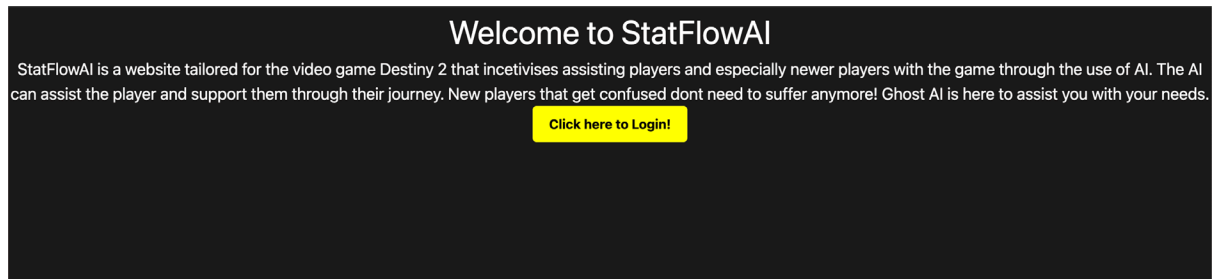 Welcome to StatFlowAI
StatFlowAI is a website tailored for the video game Destiny 2 that incetivises assisting players and especially newer players with the game through the use of AI. The AI
can assist the player and support them through their journey. New players that get confused dont need to suffer anymore! Ghost AI is here to assist you with your needs.
Click here to Login!